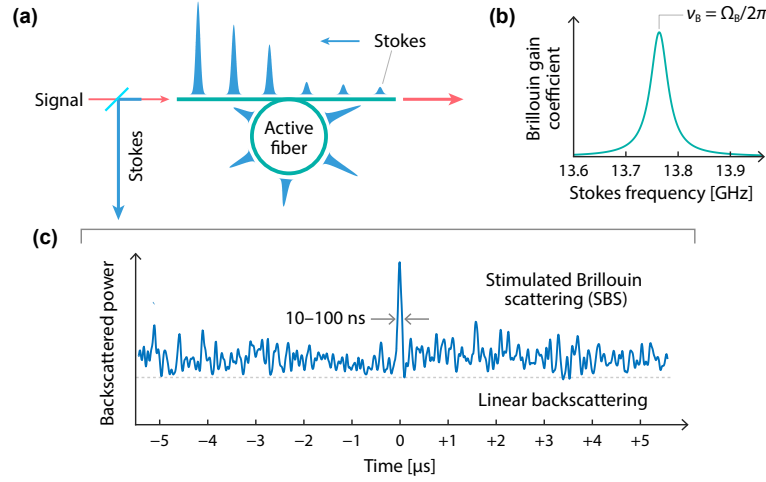 (a)
Stokes
Signal
Stokes
Active
fiber
(b)
ν_B = Ω_B/2π
Brillouin gain
coefficient
13.6 13.7 13.8 13.9
Stokes frequency [GHz]
(c)
Backscattered power
Stimulated Brillouin
scattering (SBS)
10–100 ns
Linear backscattering
−5 −4 −3 −2 −1 0 +1 +2 +3 +4 +5
Time [μs]